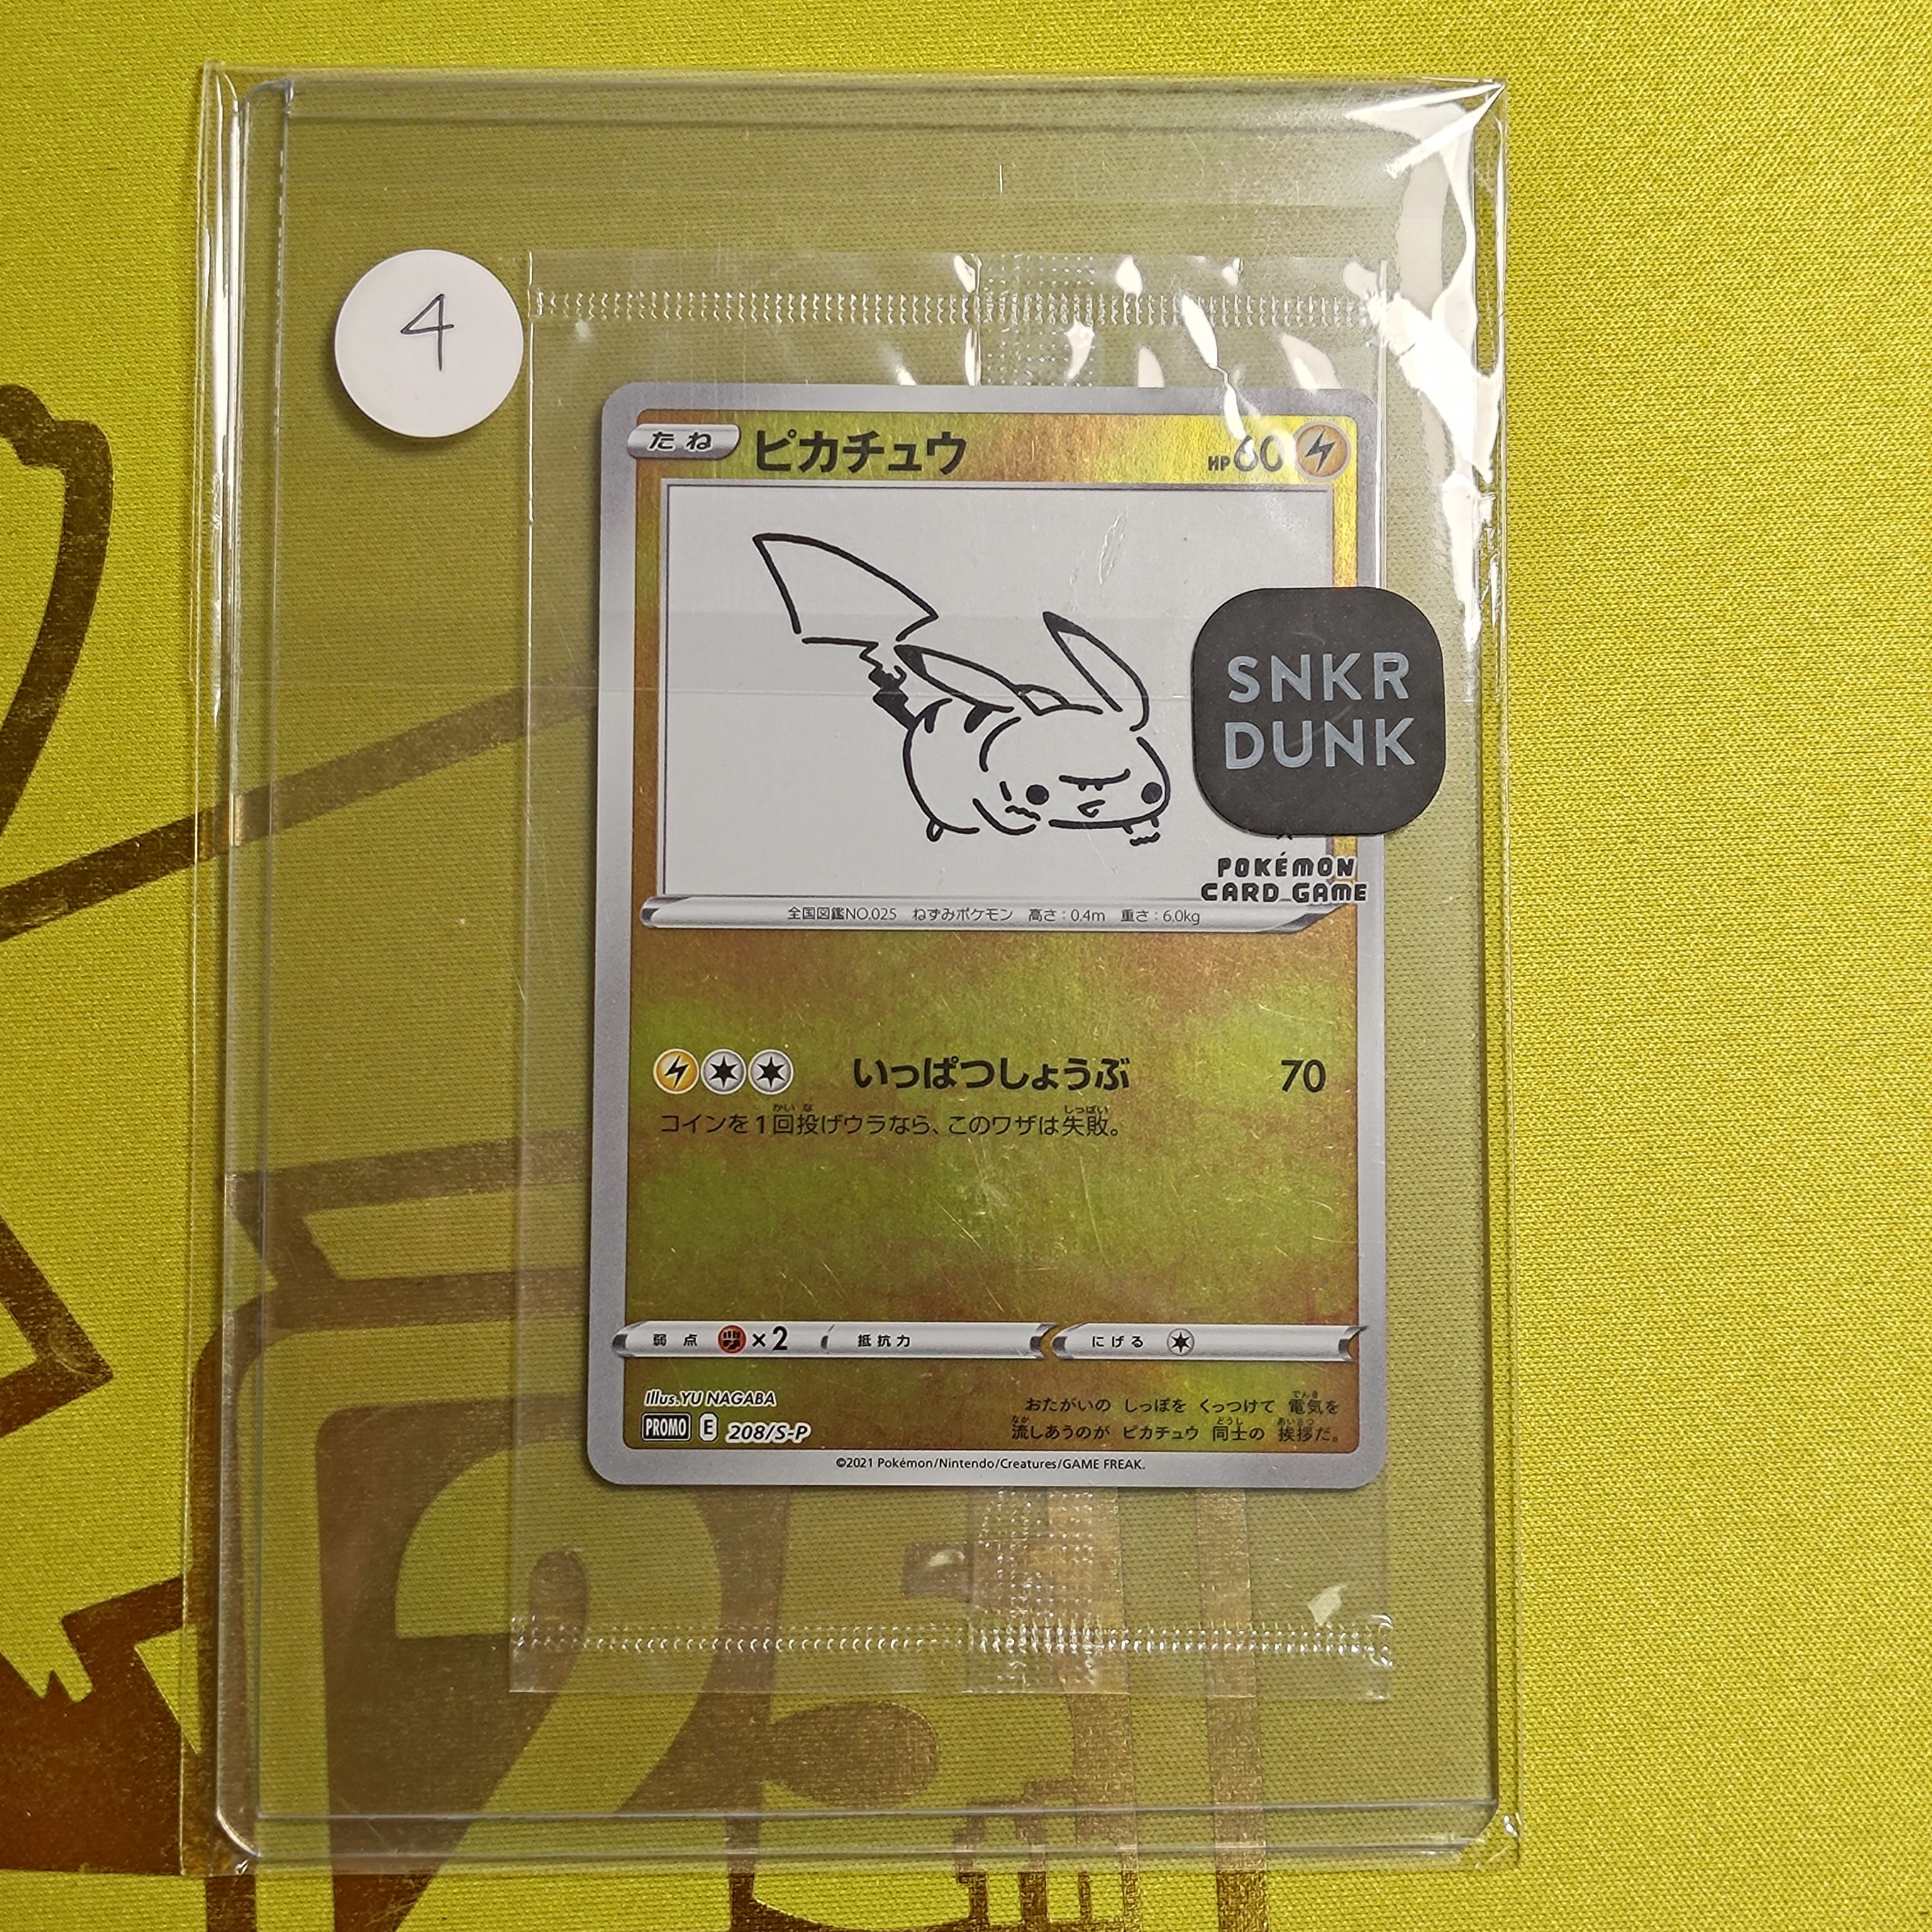 4
たね ピカチュウ HP60
SNKR
DUNK
POKÉMON
CARD GAME
全国図鑑NO.025 ねずみポケモン 高さ:0.4m 重さ:6.0kg
いっぱつしょうぶ 70
コインを1回投げウラなら、このワザは失敗。
弱点 ×2 抵抗力 にげる
Illus.YU NAGABA
PROMO E 208/S-P
おたがいの しっぽを くっつけて 電気を
流しあうのが ピカチュウ 同士の 挨拶だ。
©2021 Pokémon/Nintendo/Creatures/GAME FREAK.
25